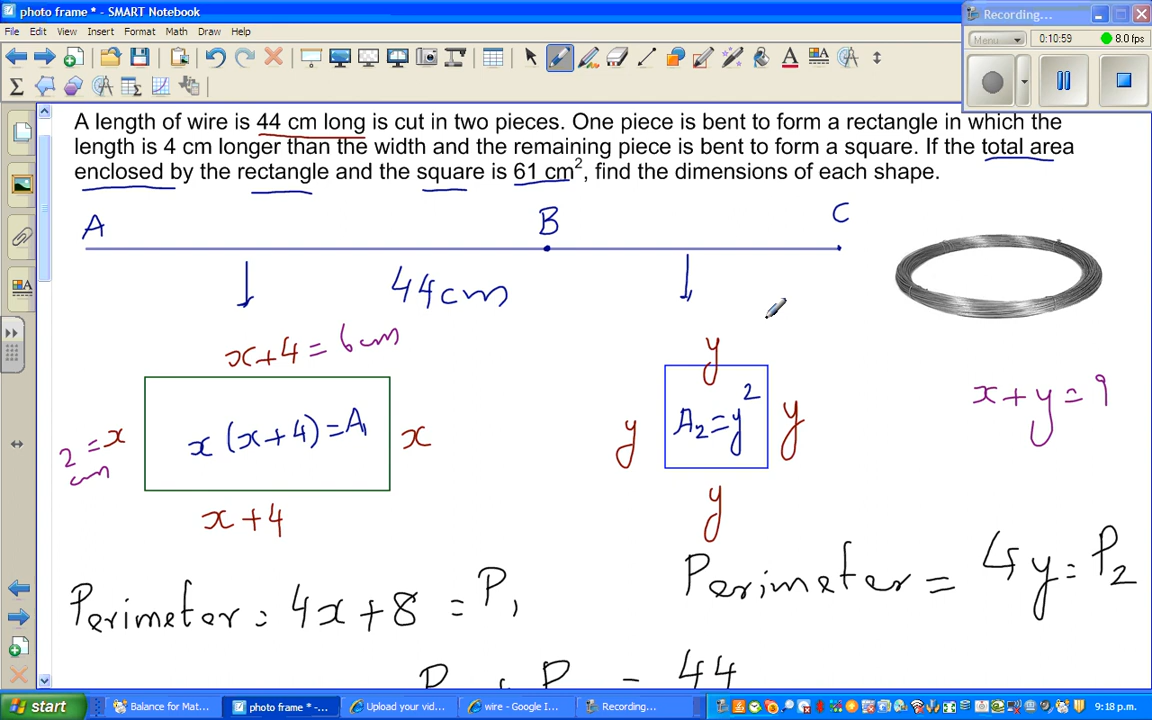 photo frame * - SMART Notebook
Recording...
File Edit View Insert Format Math Draw Help
Menu
0:10:59
8.0 fps
A length of wire is 44 cm long is cut in two pieces. One piece is bent to form a rectangle in which the
length is 4 cm longer than the width and the remaining piece is bent to form a square. If the total area
enclosed by the rectangle and the square is 61 cm², find the dimensions of each shape.
A B C
44cm
x+4 = 6cm
y
x(x+4)=A₁
2 = x
cm
x
y
A₂=y²
y
x+y=9
x+4
y
Perimeter = 4y = P₂
Perimeter = 4x+8 = P₁
P + P = 44
start
Balance for Mat...
photo frame * -...
Upload your vid...
wire - Google I...
Recording...
9:18 p.m.